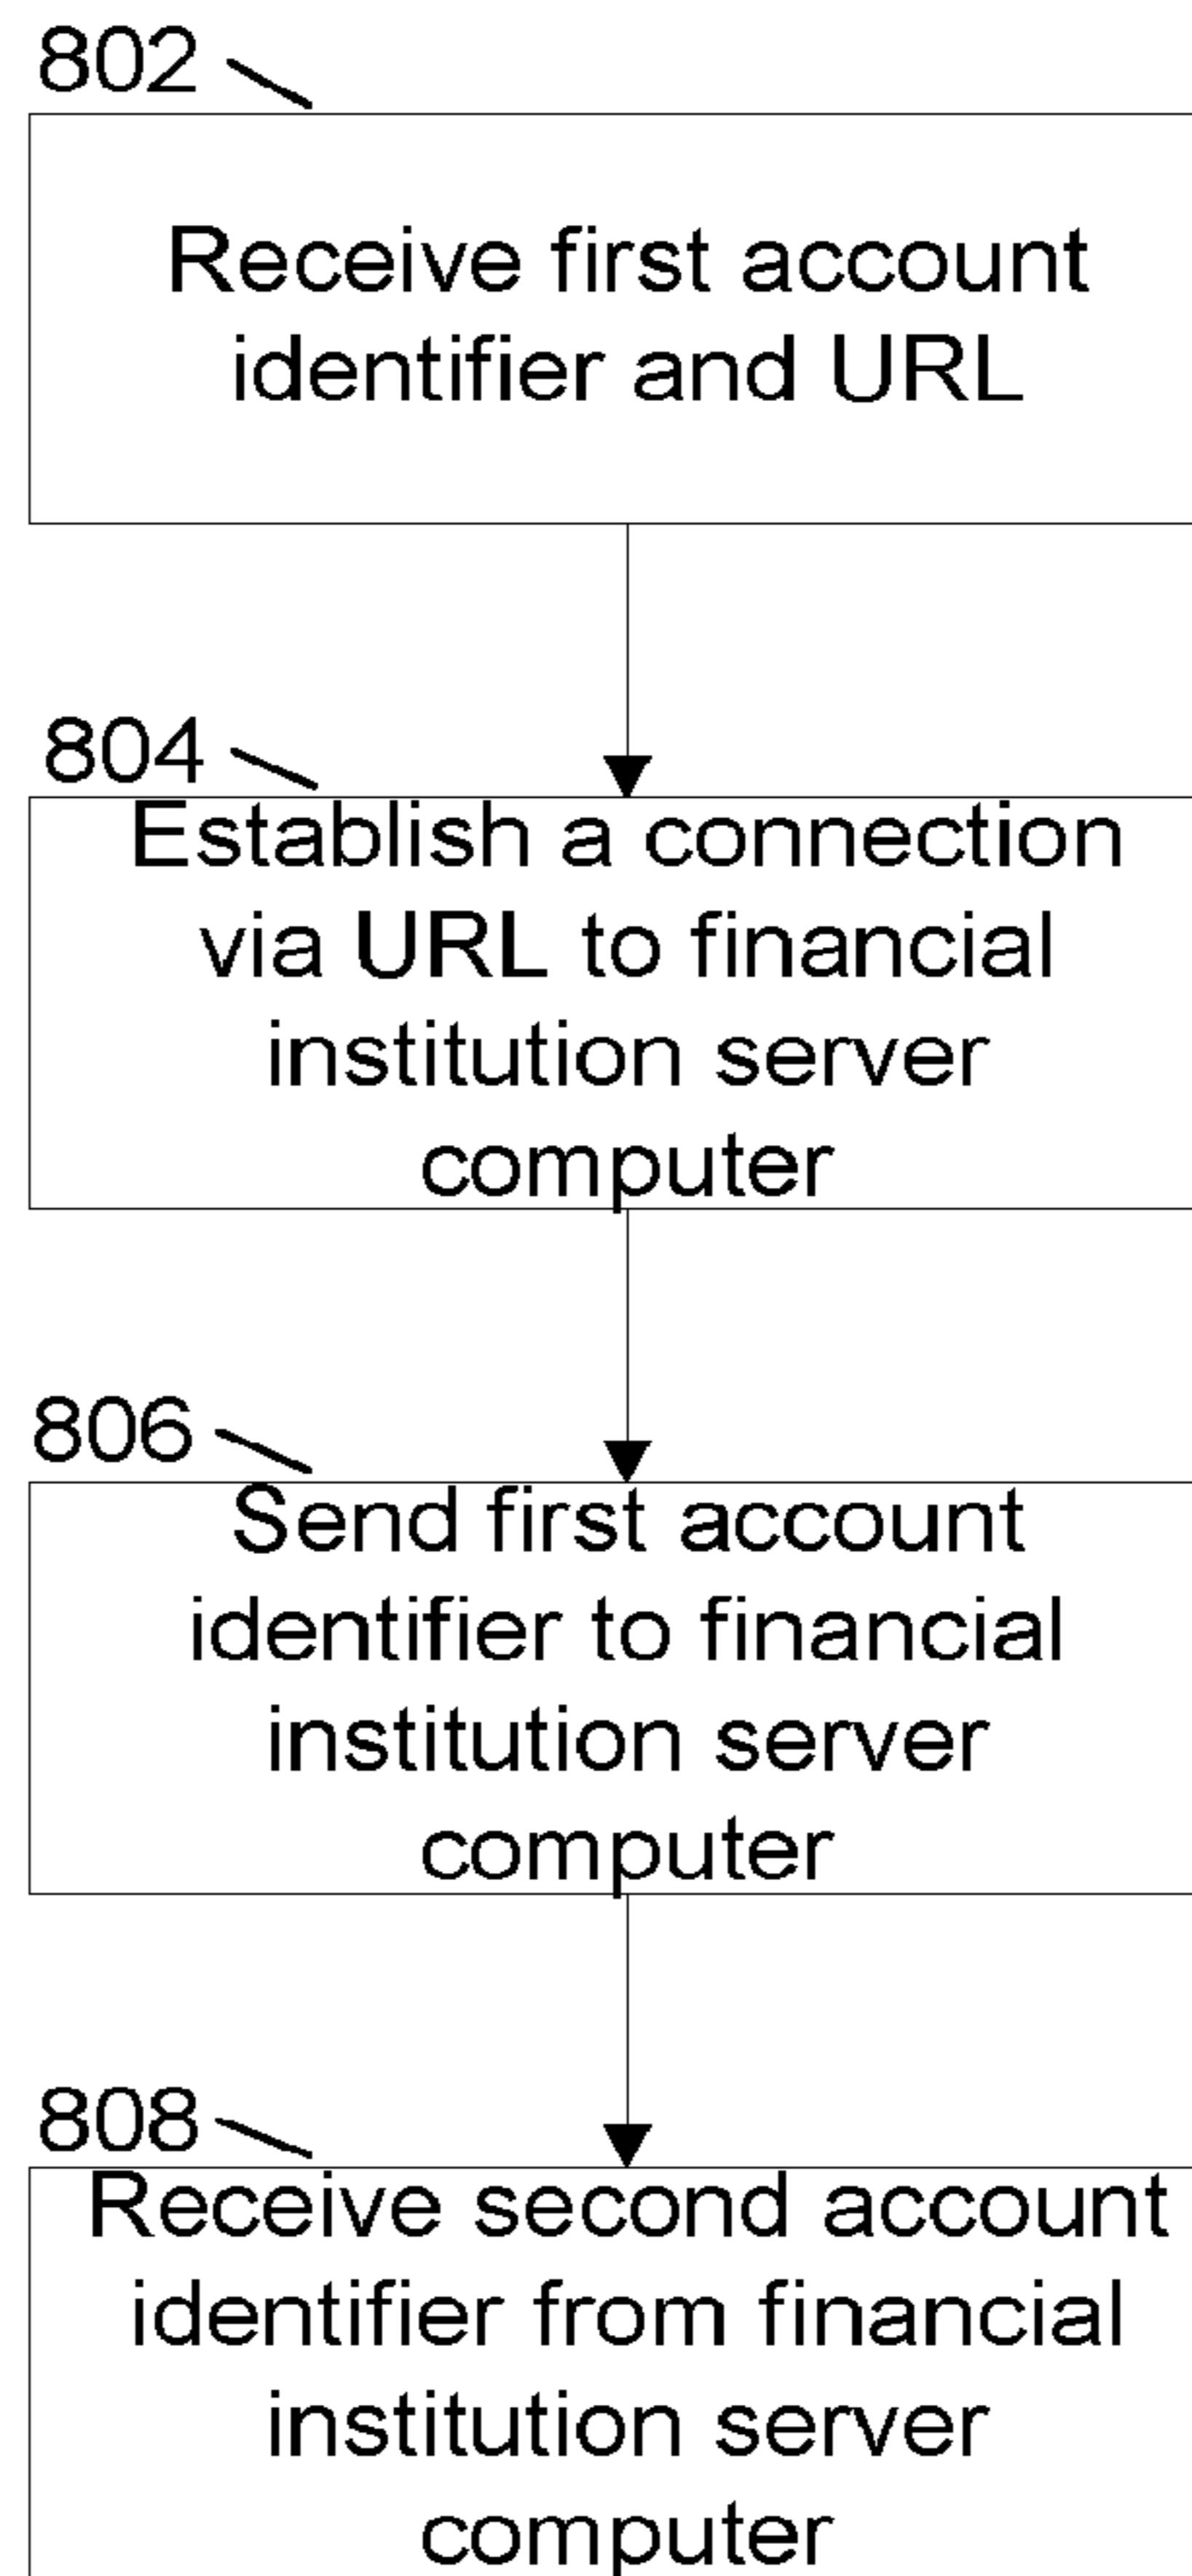 802
Receive first account
identifier and URL
804
Establish a connection
via URL to financial
institution server
computer
806
Send first account
identifier to financial
institution server
computer
808
Receive second account
identifier from financial
institution server
computer